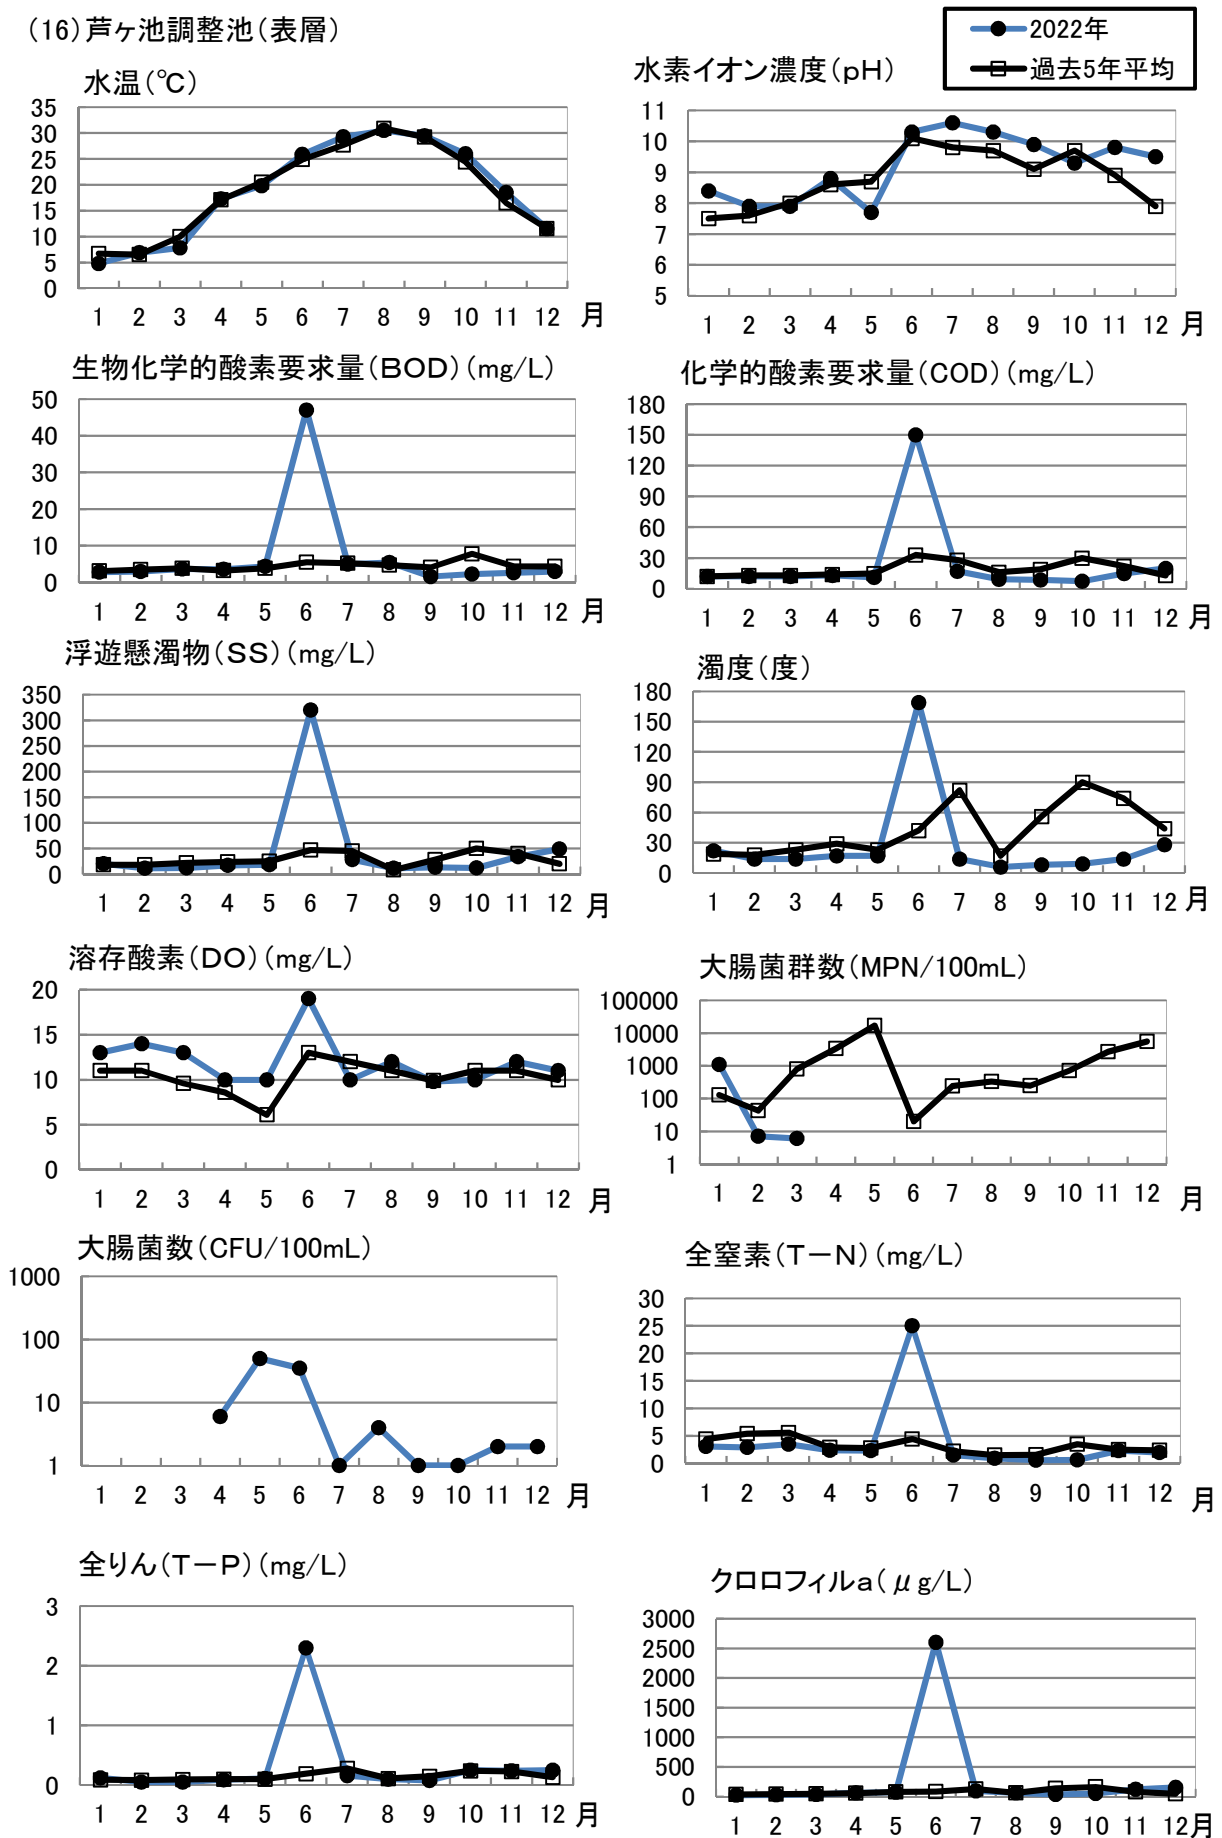 (16)芦ヶ池調整池(表層)
2022年
過去5年平均
水温(℃)
35
30
25
20
15
10
5
0
1 2 3 4 5 6 7 8 9 10 11 12 月
水素イオン濃度(pH)
11
10
9
8
7
6
5
1 2 3 4 5 6 7 8 9 10 11 12 月
生物化学的酸素要求量(BOD)(mg/L)
50
40
30
20
10
0
1 2 3 4 5 6 7 8 9 10 11 12 月
化学的酸素要求量(COD)(mg/L)
180
150
120
90
60
30
0
1 2 3 4 5 6 7 8 9 10 11 12 月
浮遊懸濁物(SS)(mg/L)
350
300
250
200
150
100
50
0
1 2 3 4 5 6 7 8 9 10 11 12 月
濁度(度)
180
150
120
90
60
30
0
1 2 3 4 5 6 7 8 9 10 11 12 月
溶存酸素(DO)(mg/L)
20
15
10
5
0
1 2 3 4 5 6 7 8 9 10 11 12 月
大腸菌群数(MPN/100mL)
100000
10000
1000
100
10
1
1 2 3 4 5 6 7 8 9 10 11 12 月
大腸菌数(CFU/100mL)
1000
100
10
1
1 2 3 4 5 6 7 8 9 10 11 12 月
全窒素(T-N)(mg/L)
30
25
20
15
10
5
0
1 2 3 4 5 6 7 8 9 10 11 12 月
全りん(T-P)(mg/L)
3
2
1
0
1 2 3 4 5 6 7 8 9 10 11 12 月
クロロフィルa(μg/L)
3000
2500
2000
1500
1000
500
0
1 2 3 4 5 6 7 8 9 10 11 12 月